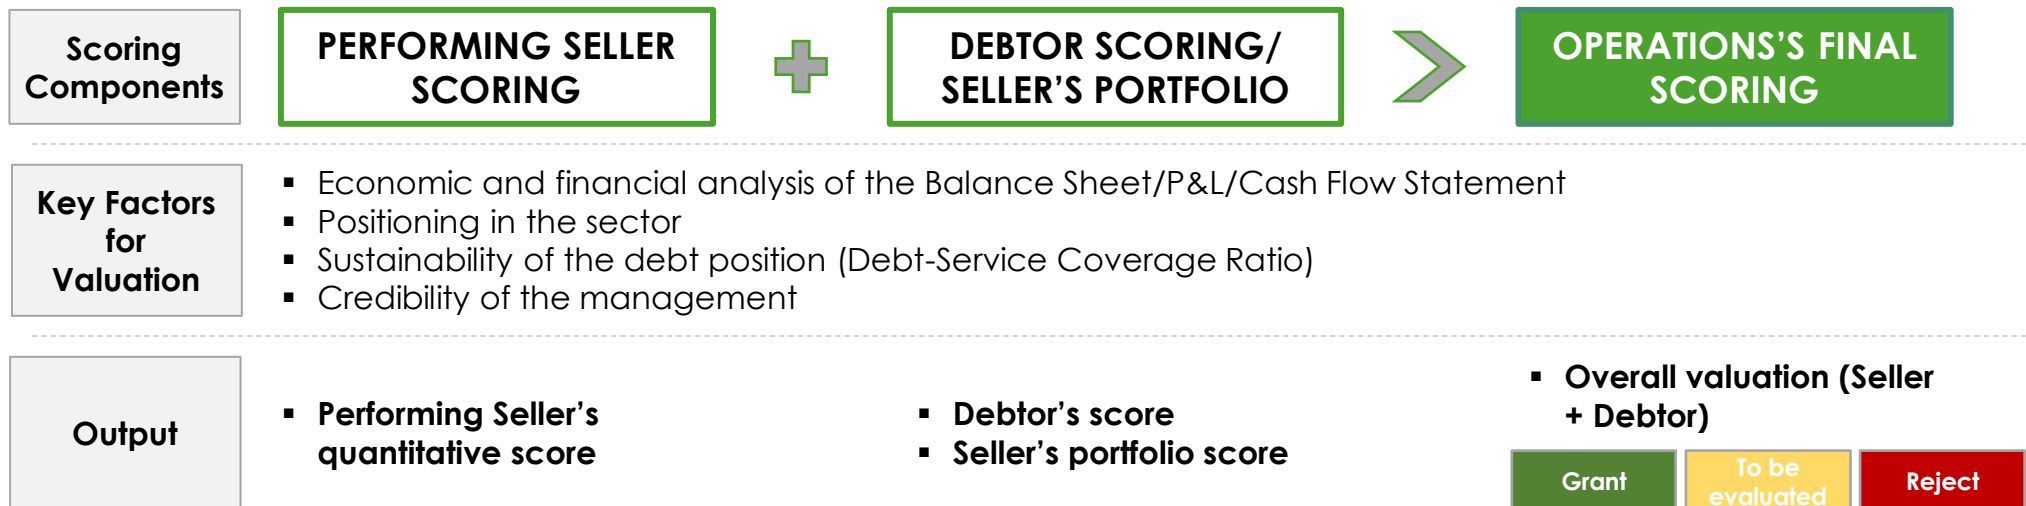 Scoring
Components
PERFORMING SELLER
SCORING
DEBTOR SCORING/
SELLER’S PORTFOLIO
OPERATIONS’S FINAL
SCORING
Key Factors
for
Valuation
▪ Economic and financial analysis of the Balance Sheet/P&L/Cash Flow Statement
▪ Positioning in the sector
▪ Sustainability of the debt position (Debt-Service Coverage Ratio)
▪ Credibility of the management
Output
▪ Performing Seller’s
quantitative score
▪ Debtor’s score
▪ Seller’s portfolio score
▪ Overall valuation (Seller
+ Debtor)
Grant
To be
evaluated
Reject